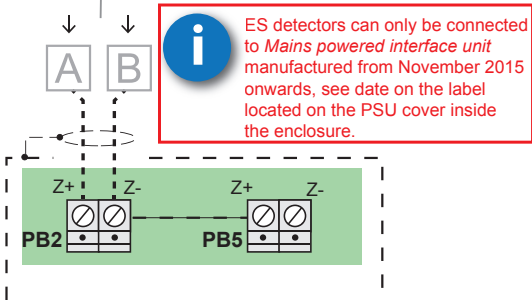 ES detectors can only be connected
to Mains powered interface unit
manufactured from November 2015
onwards, see date on the label
located on the PSU cover inside
the enclosure.
i
A B
Z+ Z- Z+ Z-
PB2 PB5